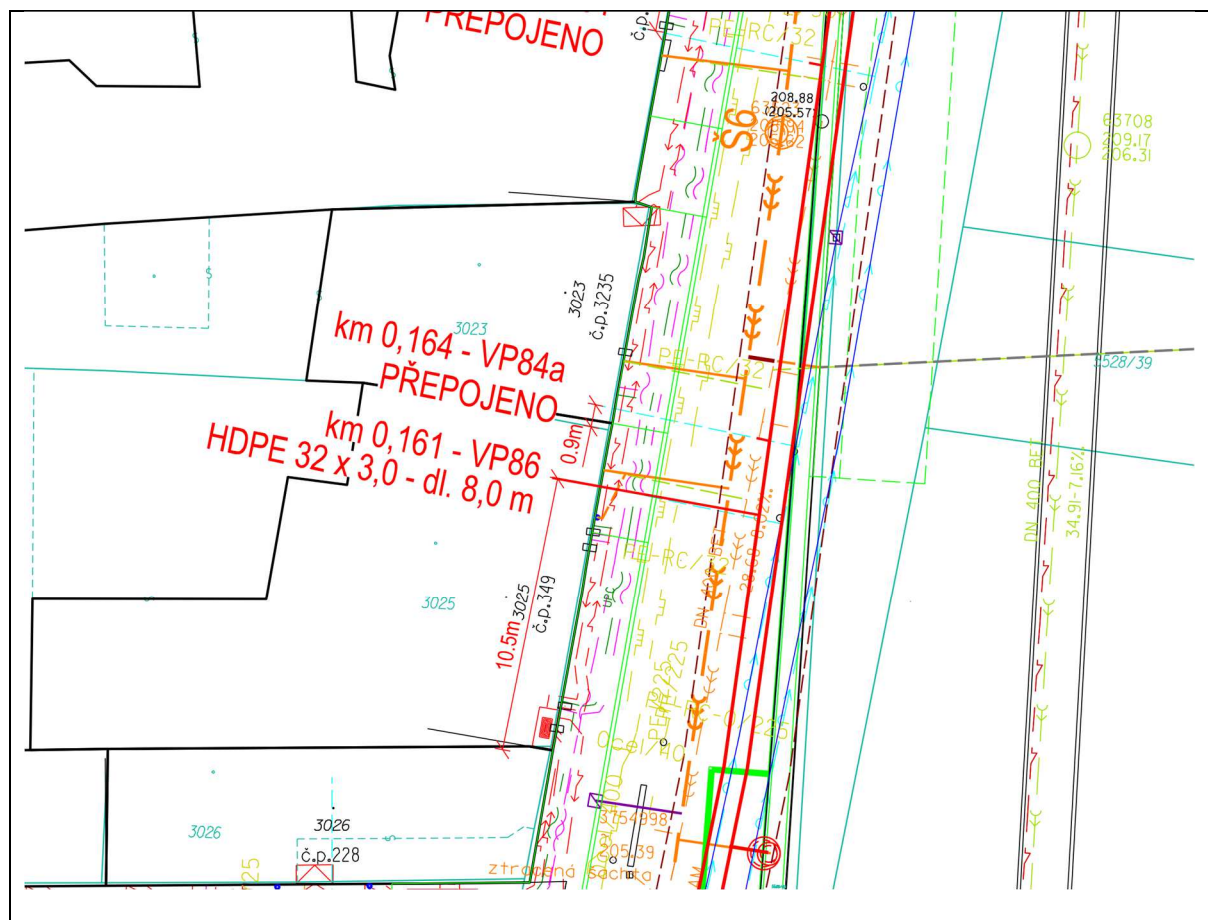 PŘEPOJENO
č.p.
PE-RC/32
208.88
(205.57)
Š6
63708
209.17
206.31
3023
č.p.3235
3023
km 0,164 - VP84a
PŘEPOJENO
PE-RC/32
km 0,161 - VP86
HDPE 32 x 3,0 - dl. 8,0 m
0.9m
10.5m
DN 400 BET
34.91-7.16‰
3025
3025
č.p.349
UPC
3026
3026
č.p.228
3754998
205.39
ztracená šachta